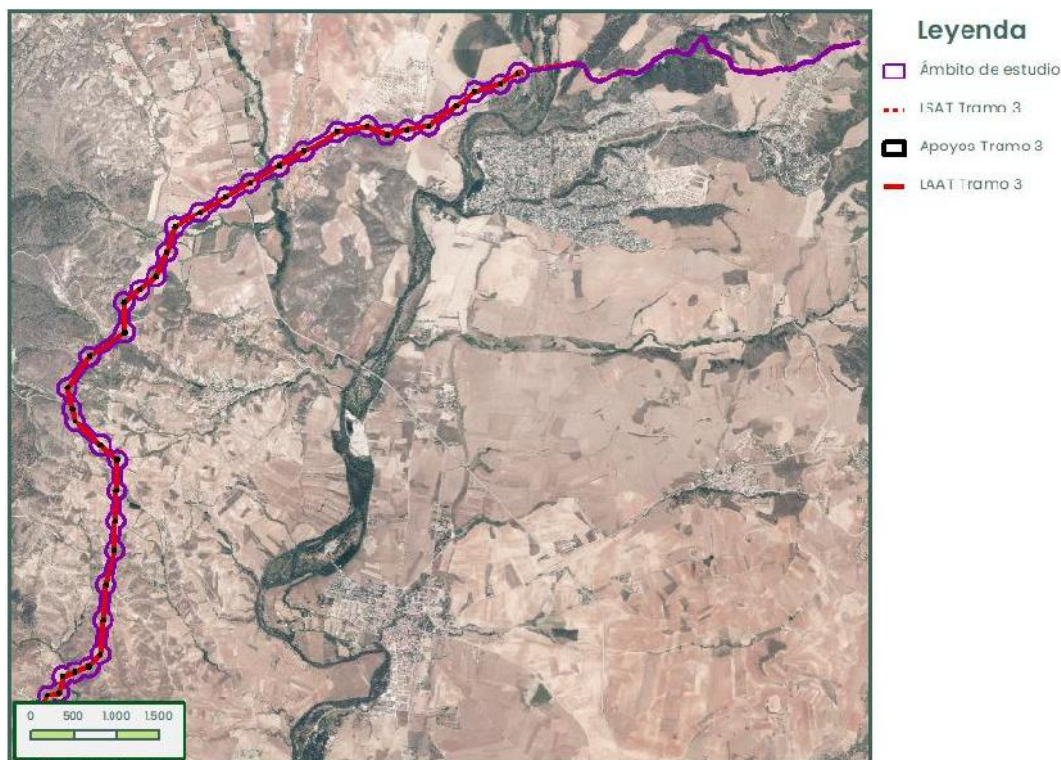 Leyenda
Ámbito de estudio
LSAT Tramo 3
Apoyos Tramo 3
LAAT Tramo 3
0 500 1.000 1.500